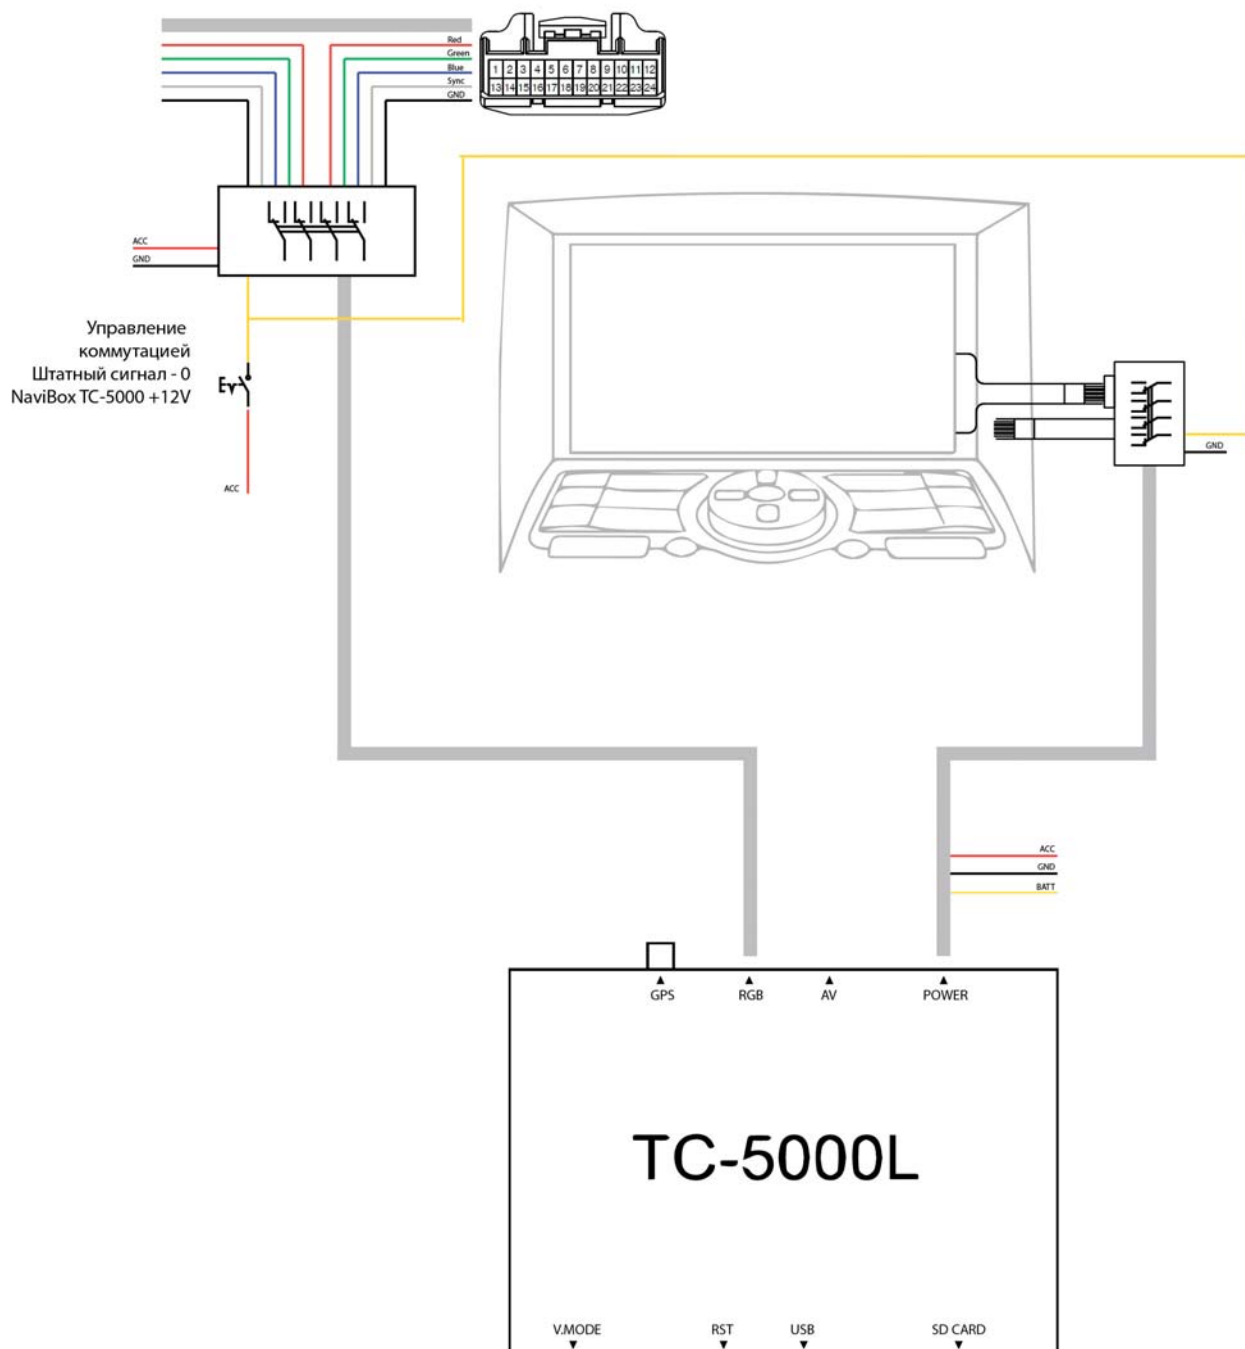 Red
Green
Blue
Sync
GND
1 2 3 4 5 6 7 8 9 10 11 12
13 14 15 16 17 18 19 20 21 22 23 24
ACC
GND
Управление
коммутацией
Штатный сигнал - 0
NaviBox TC-5000 +12V
ACC
GND
ACC
GND
BATT
GPS
RGB
AV
POWER
TC-5000L
V.MODE
RST
USB
SD CARD